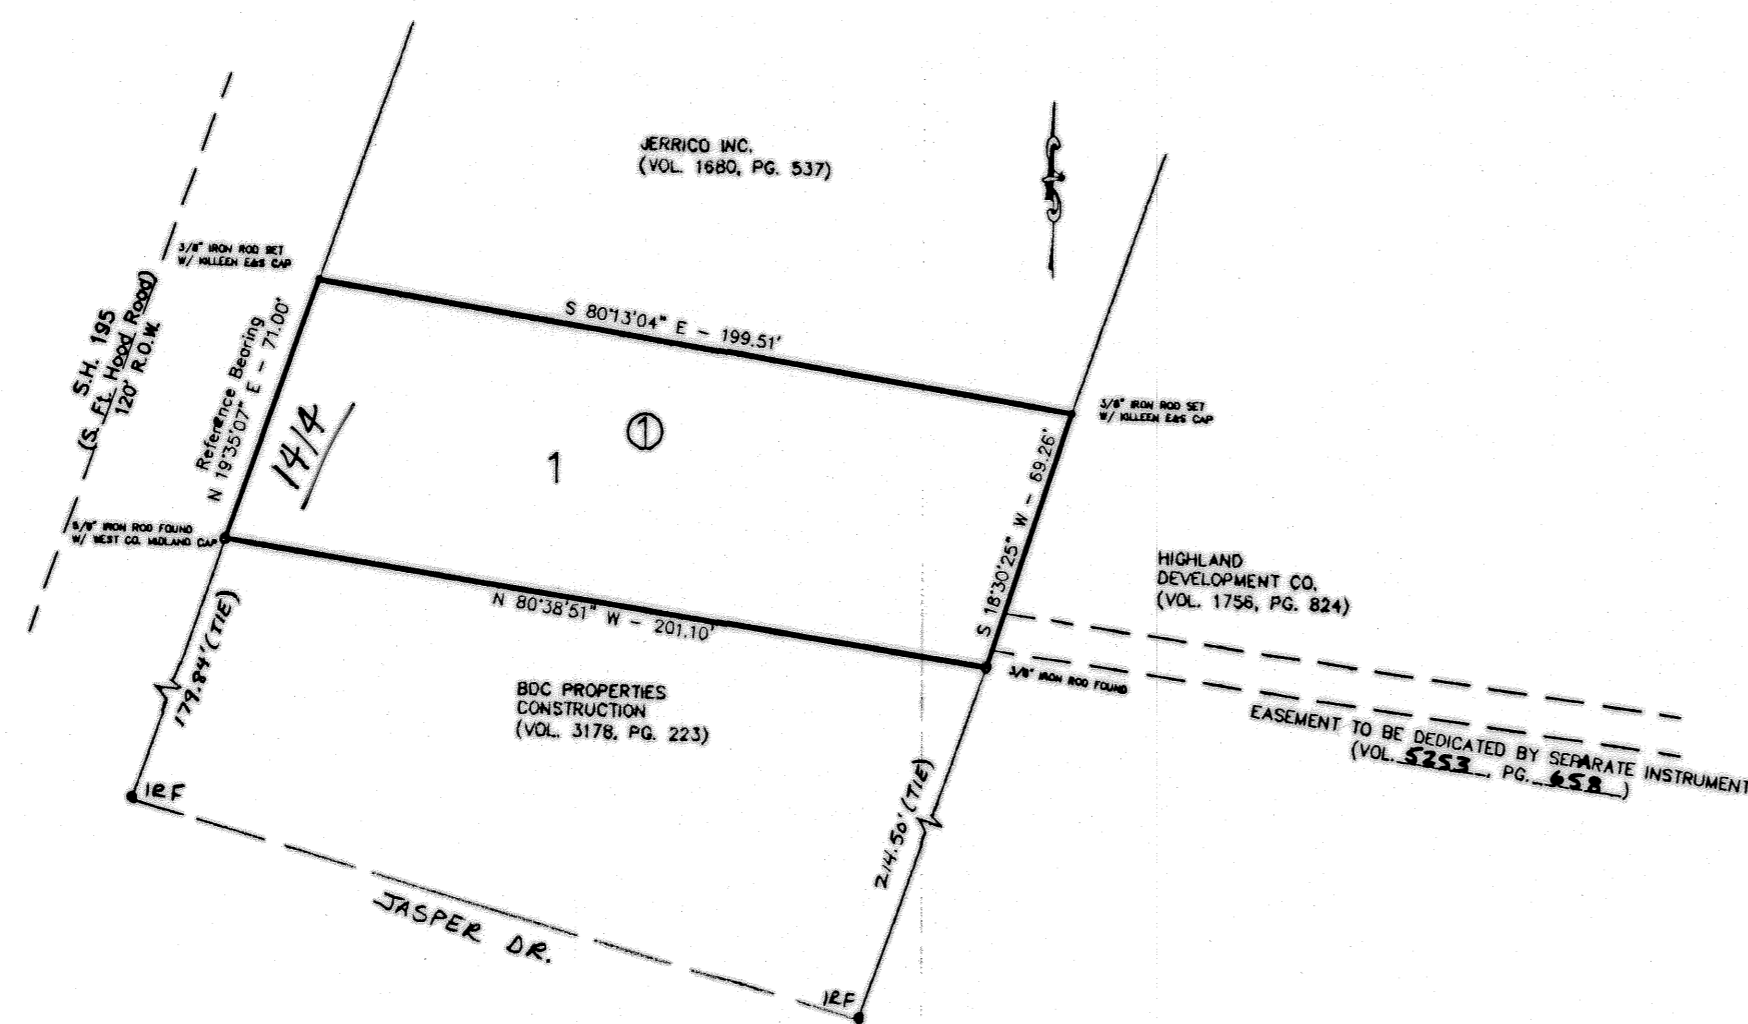 JERRICO INC.
(VOL. 1680, PG. 537)
3/8" IRON ROD SET
W/ KILLEEN E&S CAP
S.H. 195
(S. Ft. Hood Road)
120' R.O.W.
Reference Bearing
N 19°35'07" E - 71.00'
S 80°13'04" E - 199.51'
1414
1
1
3/8" IRON ROD SET
W/ KILLEEN E&S CAP
S 18°30'25" W - 69.26'
5/8" IRON ROD FOUND
W/ WEST CO. MIDLAND CAP
N 80°38'51" W - 201.10'
HIGHLAND
DEVELOPMENT CO.
(VOL. 1756, PG. 824)
3/8" IRON ROD FOUND
179.84' (TIE)
BDC PROPERTIES
CONSTRUCTION
(VOL. 3178, PG. 223)
EASEMENT TO BE DEDICATED BY SEPARATE INSTRUMENT
(VOL. 5253, PG. 658)
214.50' (TIE)
IRF
JASPER DR.
IRF